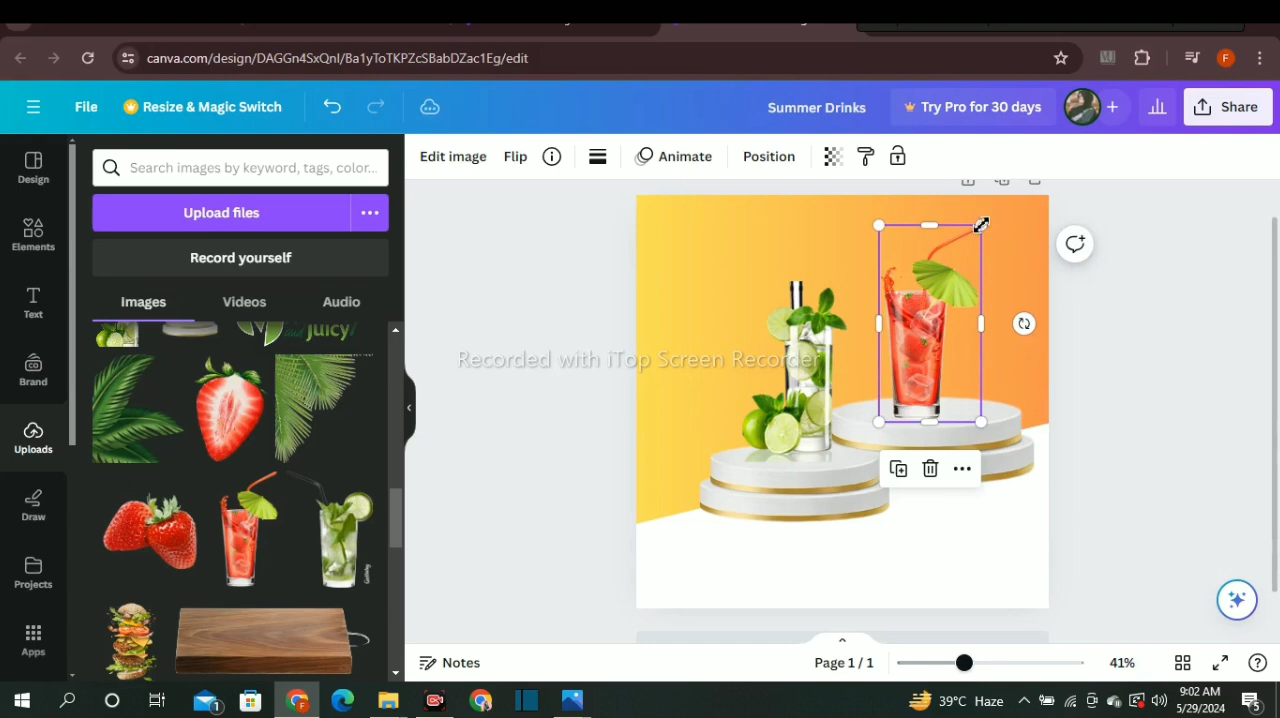 canva.com/design/DAGGn4SxQnI/Ba1yToTKPZcSBabDZac1Eg/edit
F
File
Resize & Magic Switch
Summer Drinks
Try Pro for 30 days
Share
Design
Elements
Text
Brand
Uploads
Draw
Projects
Apps
Search images by keyword, tags, color...
Upload files
Record yourself
Images
Videos
Audio
juicy!
Edit image
Flip
Animate
Position
Recorded with iTop Screen Recorder
Notes
Page 1 / 1
41%
1
F
39°C Haze
9:02 AM
5/29/2024
5